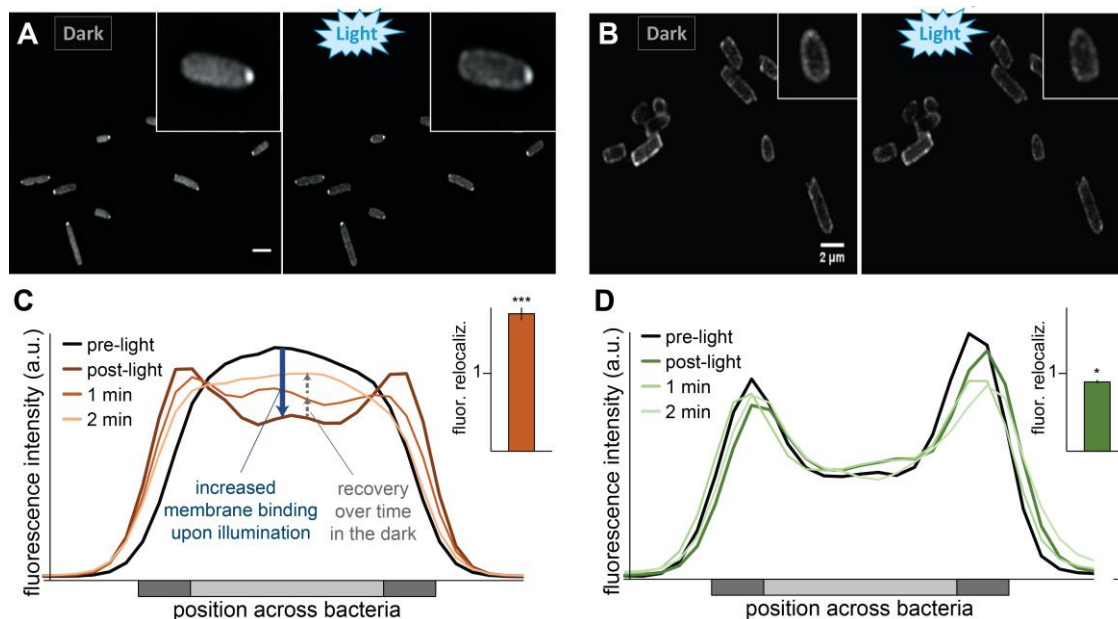 A
Dark
Light
B
Dark
Light
2 µm
C
fluorescence intensity (a.u.)
pre-light
post-light
1 min
2 min
increased
membrane binding
upon illumination
recovery
over time
in the dark
position across bacteria
fluor. relocaliz.
1
***
D
fluorescence intensity (a.u.)
pre-light
post-light
1 min
2 min
position across bacteria
fluor. relocaliz.
1
*